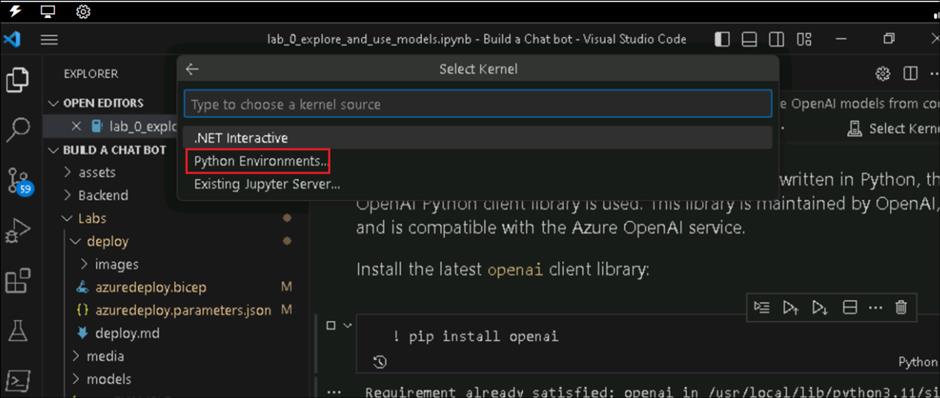 lab_0_explore_and_use_models.ipynb - Build a Chat bot - Visual Studio Code
EXPLORER
Select Kernel
Type to choose a kernel source
.NET Interactive
Python Environments...
Existing Jupyter Server...
OPEN EDITORS
lab_0_explo
BUILD A CHAT BOT
assets
Backend
Labs
deploy
images
azuredeploy.bicep M
azuredeploy.parameters.json M
deploy.md
media
models
59
e OpenAI models from co
Select Kerne
written in Python, th
OpenAI Python client library is used. This library is maintained by OpenAI,
and is compatible with the Azure OpenAI service.
Install the latest openai client library:
! pip install openai
Python
Requirement already satisfied: openai in /usr/local/lib/python3.11/si